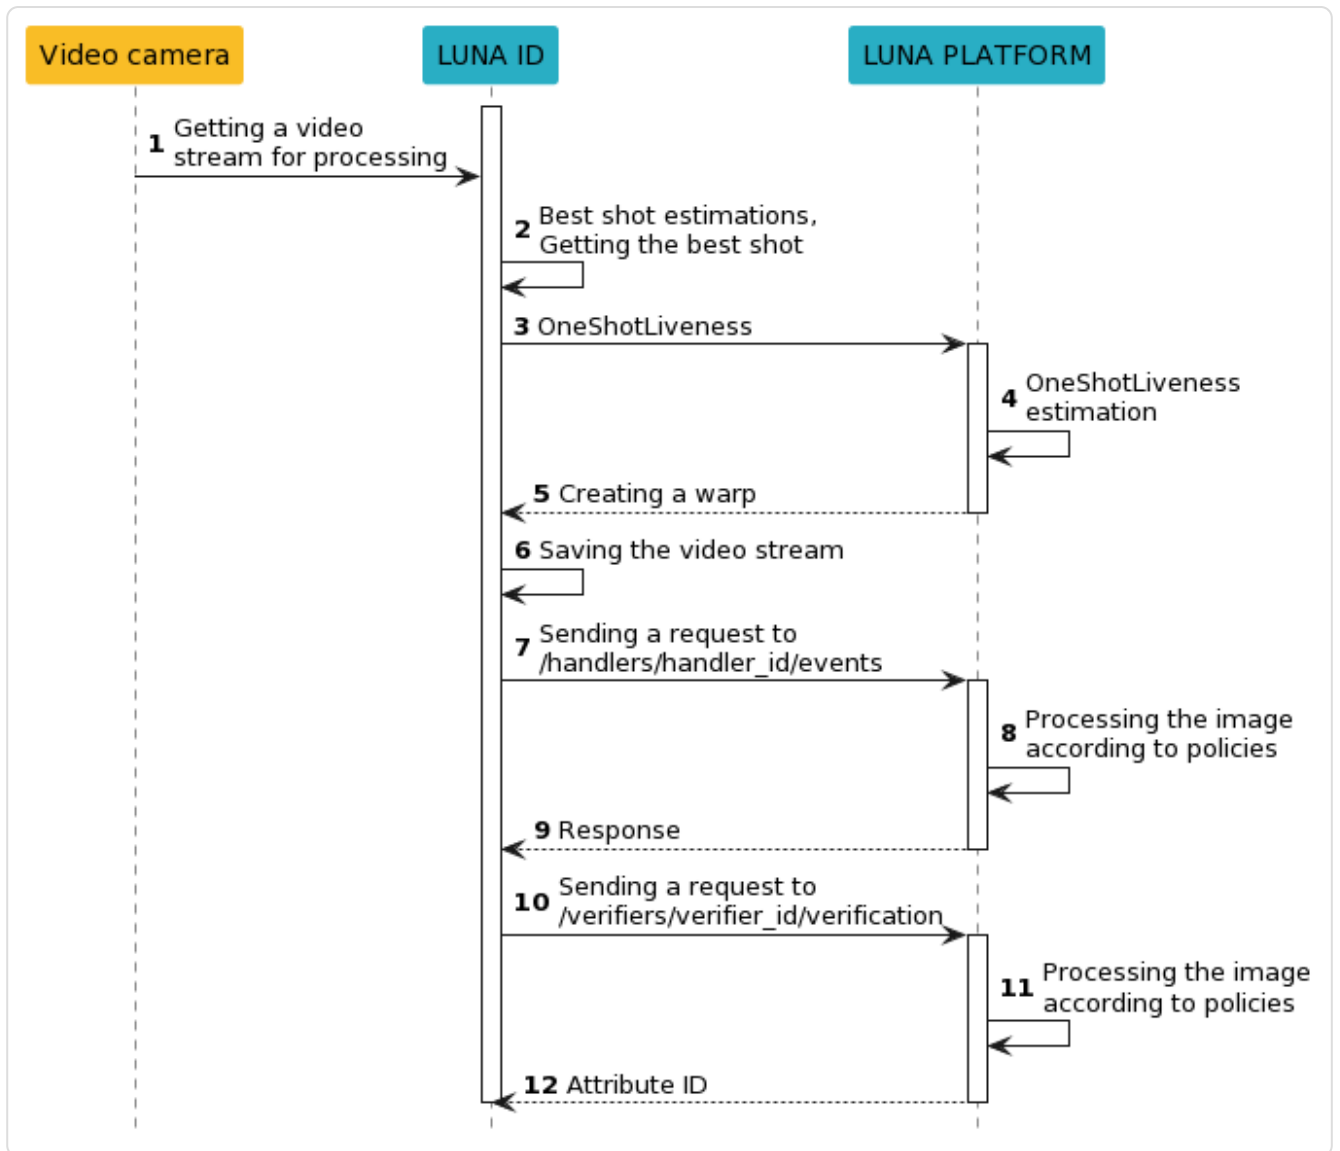 Video camera
LUNA ID
LUNA PLATFORM
1 Getting a video
stream for processing
2 Best shot estimations,
Getting the best shot
3 OneShotLiveness
4 OneShotLiveness
estimation
5 Creating a warp
6 Saving the video stream
7 Sending a request to
/handlers/handler_id/events
8 Processing the image
according to policies
9 Response
10 Sending a request to
/verifiers/verifier_id/verification
11 Processing the image
according to policies
12 Attribute ID